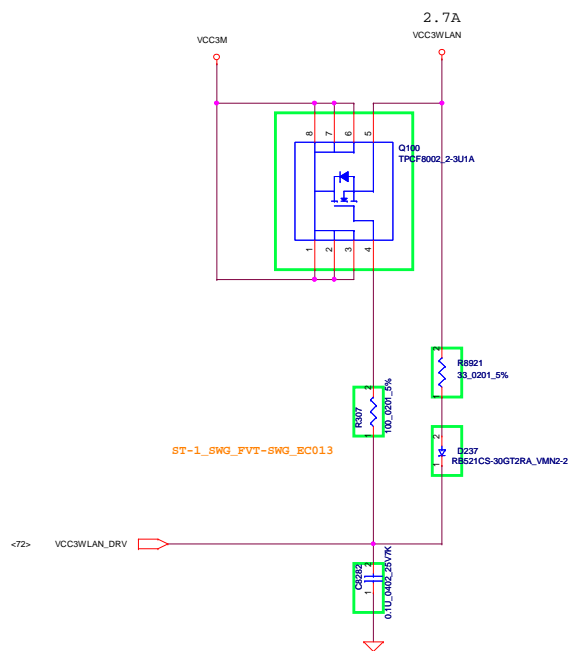 2.7A
VCC3M
VCC3WLAN
8
7
6
5
Q100
TPCF8002_2-3U1A
1
2
3
4
2
R8921
33_0201_5%
1
2
R307
100_0201_5%
1
ST-1_SWG_FVT-SWG_EC013
2
D237
RB521CS-30GT2RA_VMN2-2
1
<72>
VCC3WLAN_DRV
2
C8282
0.1U_0402_25V7K
1